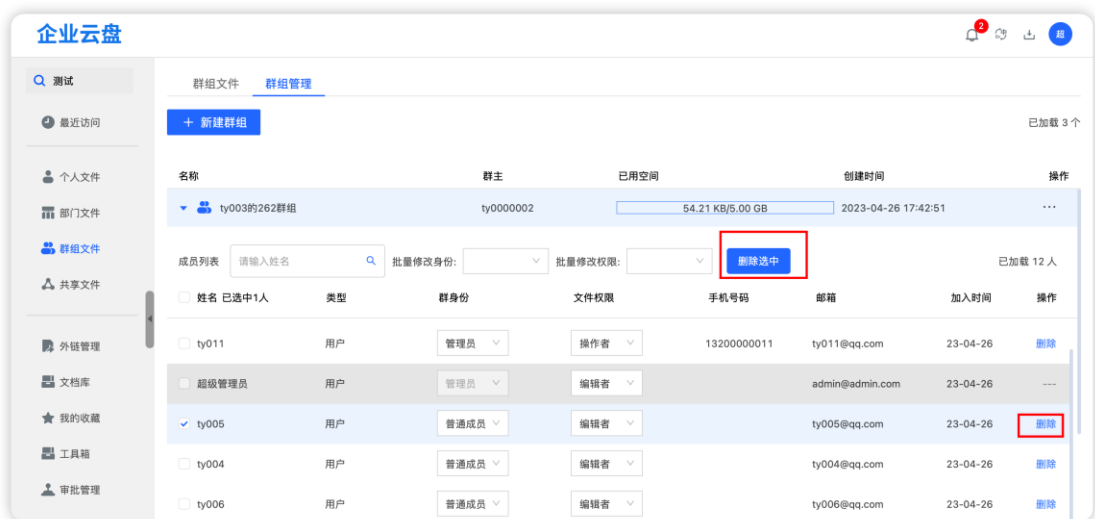 企业云盘
2
超
测试
群组文件 群组管理
最近访问
+ 新建群组
已加载 3 个
个人文件
名称 群主 已用空间 创建时间 操作
部门文件
ty003的262群组 ty0000002 54.21 KB/5.00 GB 2023-04-26 17:42:51 ...
群组文件
成员列表 请输入姓名 批量修改身份: 批量修改权限: 删除选中 已加载 12 人
共享文件
姓名 已选中1人 类型 群身份 文件权限 手机号码 邮箱 加入时间 操作
外链管理
ty011 用户 管理员 操作者 13200000011 ty011@qq.com 23-04-26 删除
文档库
超级管理员 用户 管理员 编辑者 admin@admin.com 23-04-26 ---
我的收藏
ty005 用户 普通成员 编辑者 ty005@qq.com 23-04-26 删除
工具箱
ty004 用户 普通成员 编辑者 ty004@qq.com 23-04-26 删除
审批管理
ty006 用户 普通成员 编辑者 ty006@qq.com 23-04-26 删除